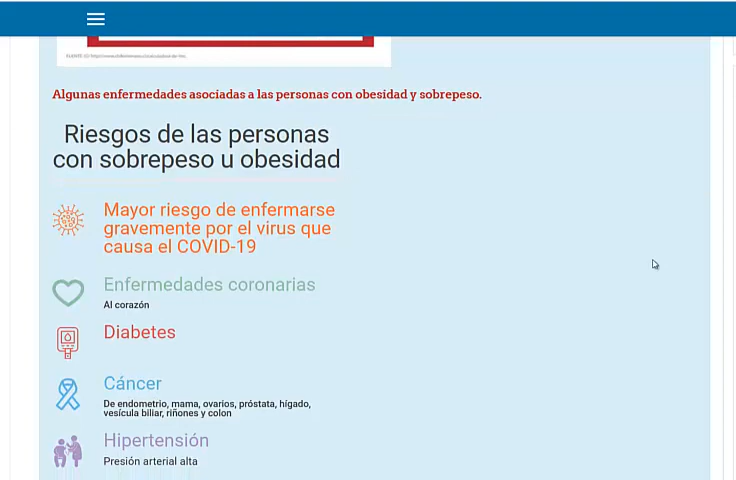 Algunas enfermedades asociadas a las personas con obesidad y sobrepeso.
Riesgos de las personas
con sobrepeso u obesidad
Mayor riesgo de enfermarse
gravemente por el virus que
causa el COVID-19
Enfermedades coronarias
Al corazón
Diabetes
Cáncer
De endometrio, mama, ovarios, próstata, hígado,
vesícula biliar, riñones y colon
Hipertensión
Presión arterial alta